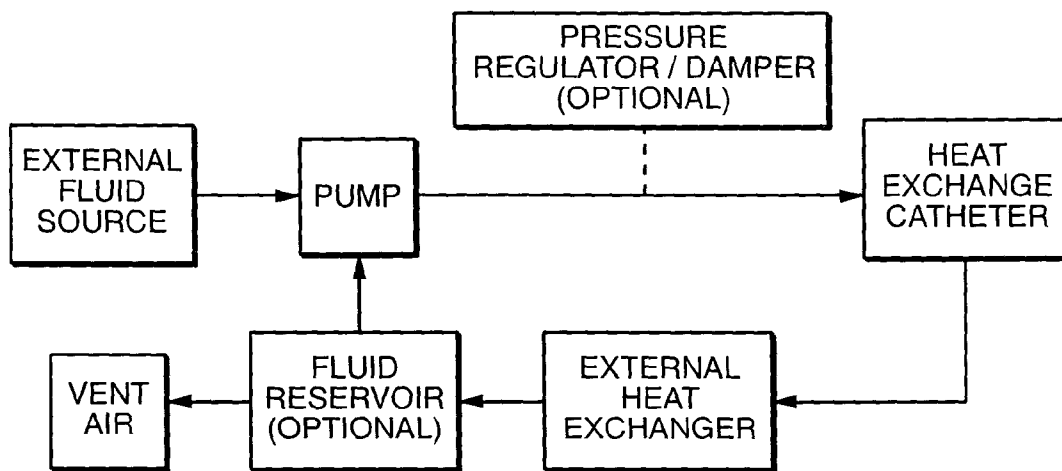 PRESSURE
REGULATOR / DAMPER
(OPTIONAL)
EXTERNAL
FLUID
SOURCE
PUMP
HEAT
EXCHANGE
CATHETER
VENT
AIR
FLUID
RESERVOIR
(OPTIONAL)
EXTERNAL
HEAT
EXCHANGER